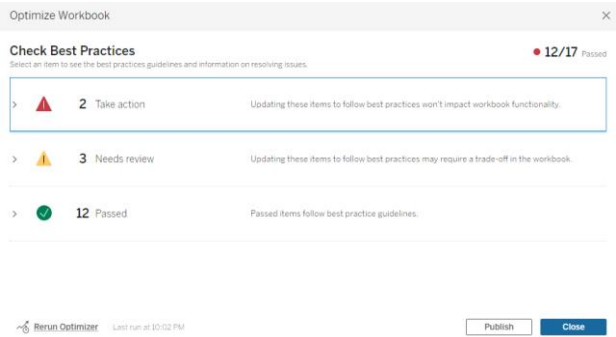 Optimize Workbook
Check Best Practices
12/17 Passed
Select an item to see the best practices guidelines and information on resolving issues.
2 Take action Updating these items to follow best practices won't impact workbook functionality.
3 Needs review Updating these items to follow best practices may require a trade-off in the workbook.
12 Passed Passed items follow best practice guidelines.
Rerun Optimizer Last run at 10:02 PM Publish Close